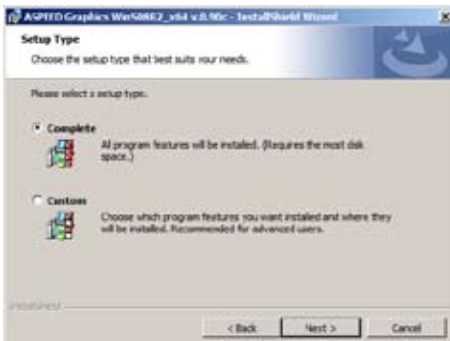 ASPEED Graphics WinS08R2_x64 v.0.90c - InstallShield Wizard
Setup Type
Choose the setup type that best suits your needs.
Please select a setup type.
Complete
All program features will be installed. (Requires the most disk
space.)
Custom
Choose which program features you want installed and where they
will be installed. Recommended for advanced users.
InstallShield
< Back
Next >
Cancel